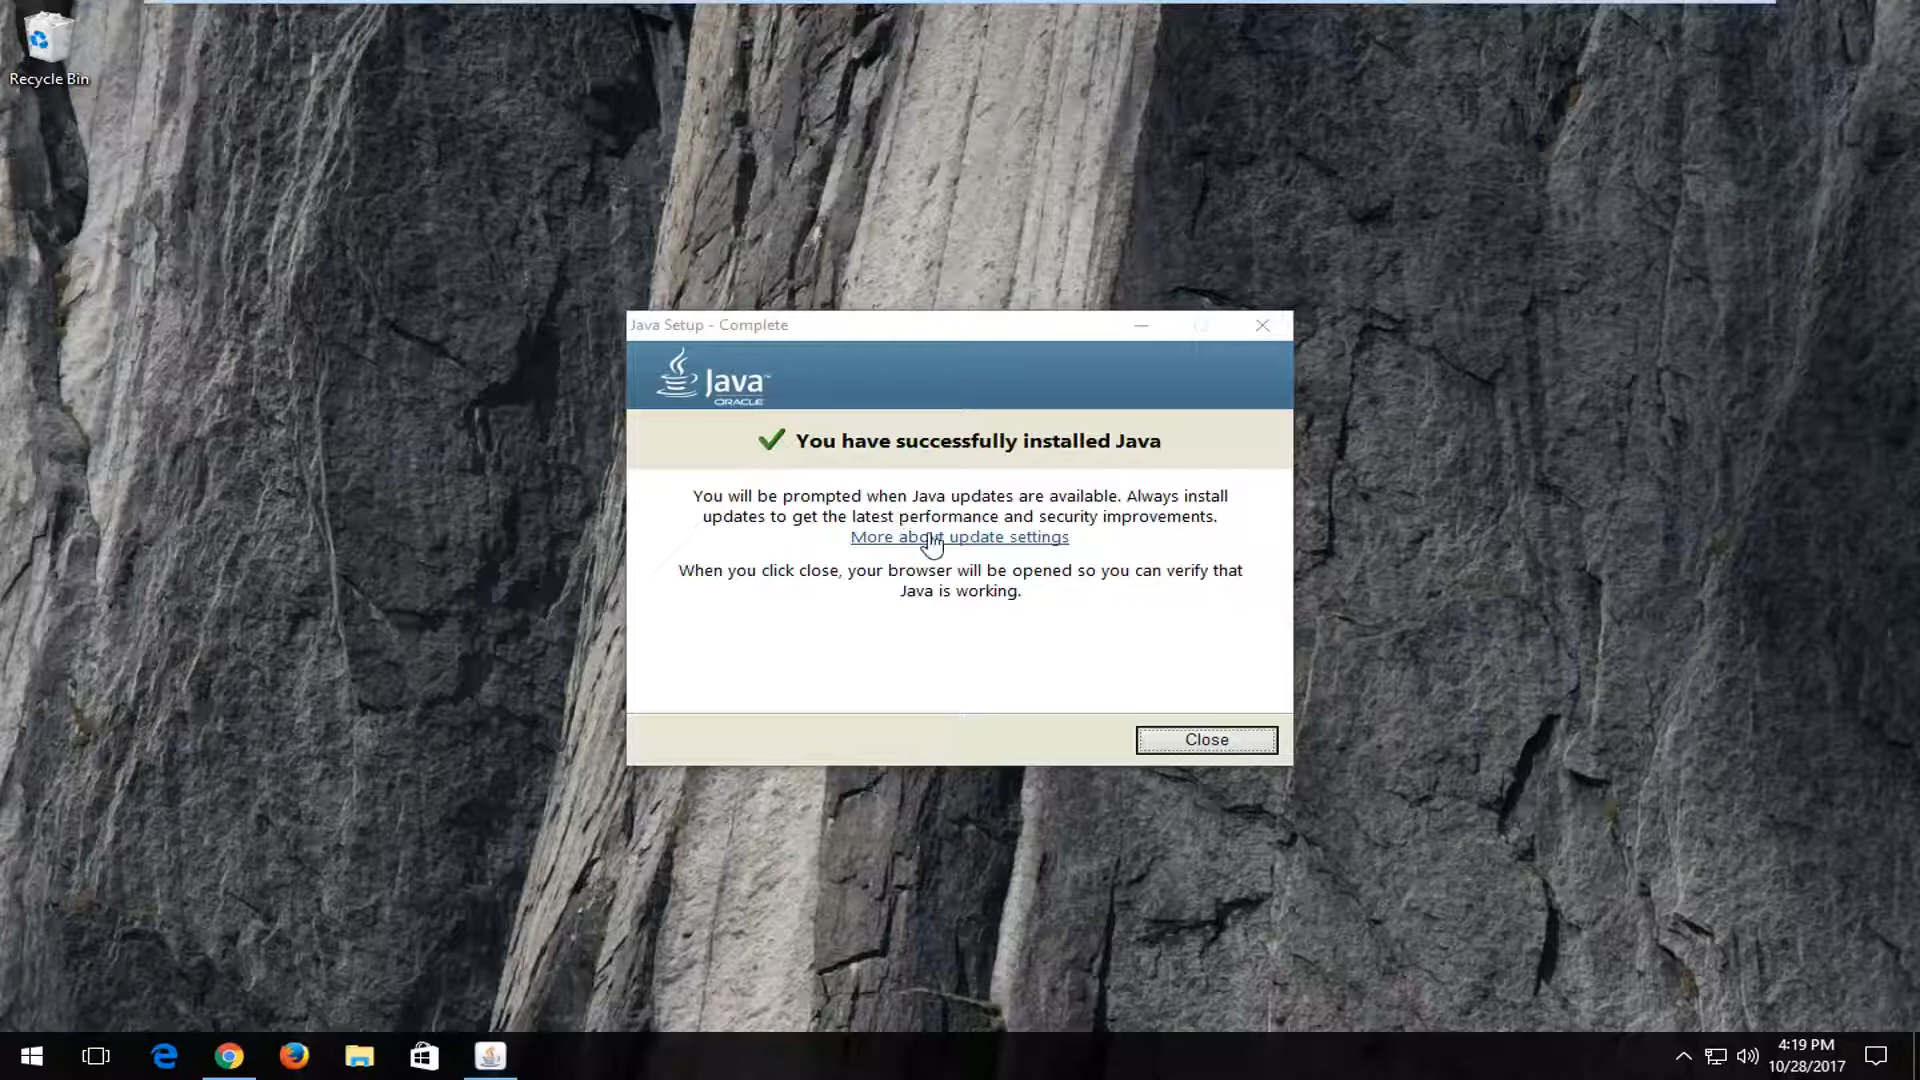 Recycle Bin
Java Setup - Complete
Java™
ORACLE
You have successfully installed Java
You will be prompted when Java updates are available. Always install
updates to get the latest performance and security improvements.
More about update settings
When you click close, your browser will be opened so you can verify that
Java is working.
Close
4:19 PM
10/28/2017